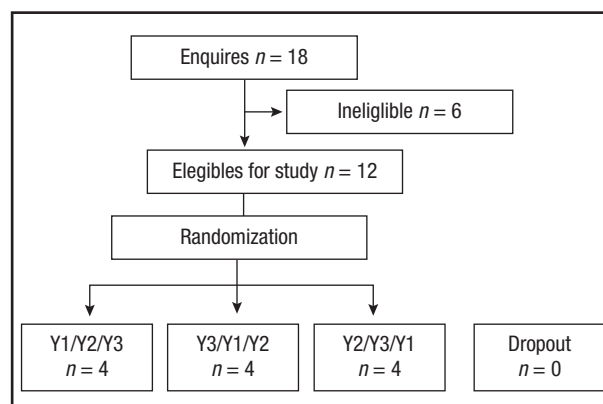 Enquires n = 18
Ineliglible n = 6
Elegibles for study n = 12
Randomization
Y1/Y2/Y3
n = 4
Y3/Y1/Y2
n = 4
Y2/Y3/Y1
n = 4
Dropout
n = 0